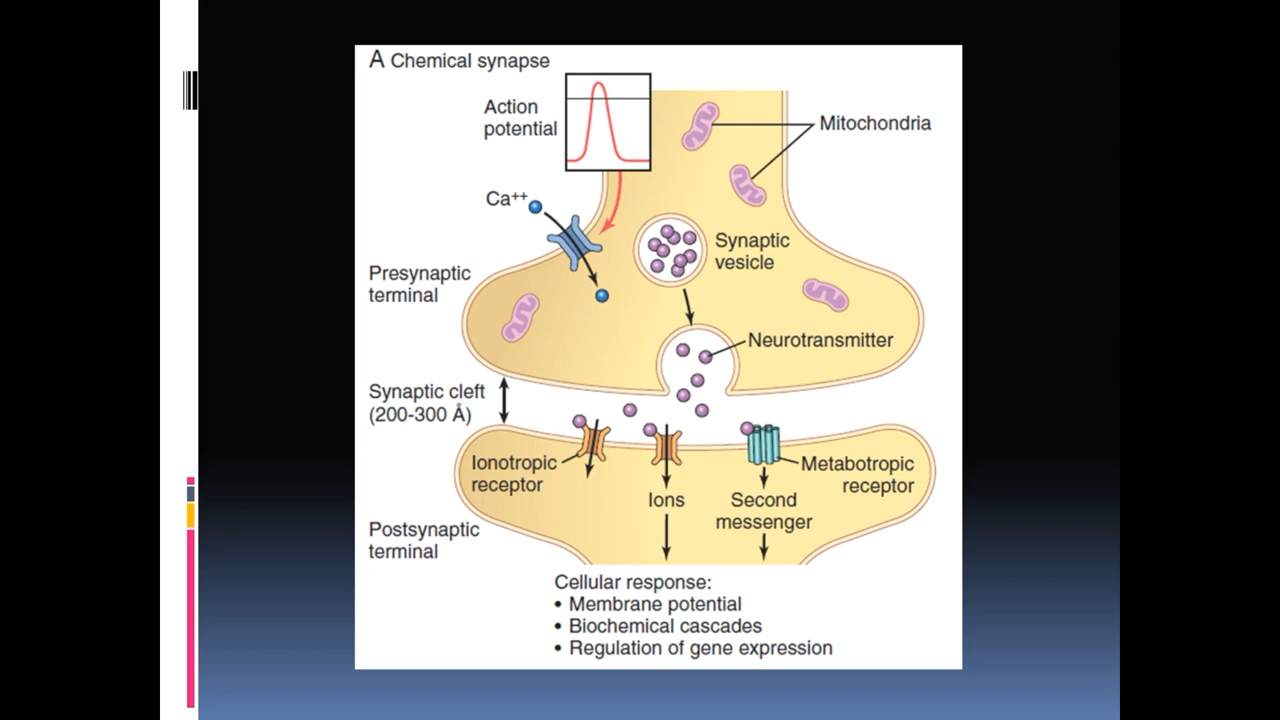 A Chemical synapse
Action
potential
Mitochondria
Ca++
Synaptic
vesicle
Presynaptic
terminal
Neurotransmitter
Synaptic cleft
(200-300 Å)
Ionotropic
receptor
Metabotropic
receptor
Ions
Second
messenger
Postsynaptic
terminal
Cellular response:
• Membrane potential
• Biochemical cascades
• Regulation of gene expression